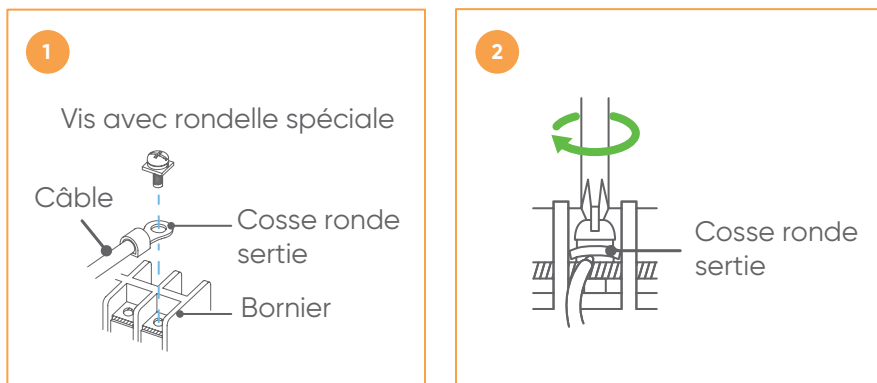 1
Vis avec rondelle spéciale
Câble
Cosse ronde
sertie
Bornier
2
Cosse ronde
sertie